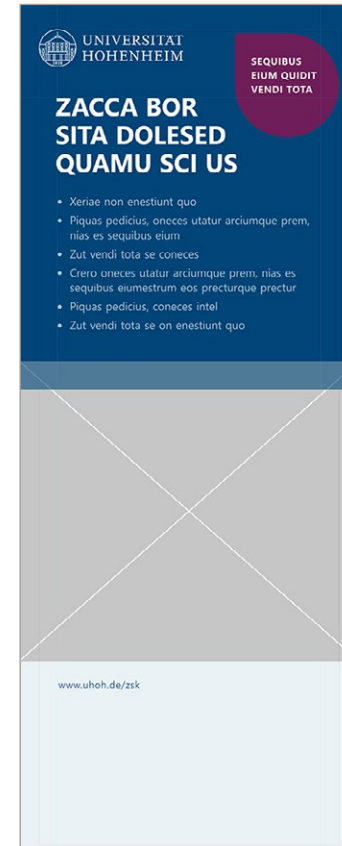 UNIVERSITÄT
HOHENHEIM
SEQUIBUS
EIUM QUIDIT
VENDI TOTA
ZACCA BOR
SITA DOLESED
QUAMU SCI US
• Xeriae non enestiunt quo
• Piquas pedicius, oneces utatur arciumque prem,
nias es sequibus eium
• Zut vendi tota se coneces
• Crero oneces utatur arciumque prem, nias es
sequibus eiumestrum eos precturque prectur
• Piquas pedicius, coneces intel
• Zut vendi tota se on enestiunt quo
www.uhoh.de/zsk